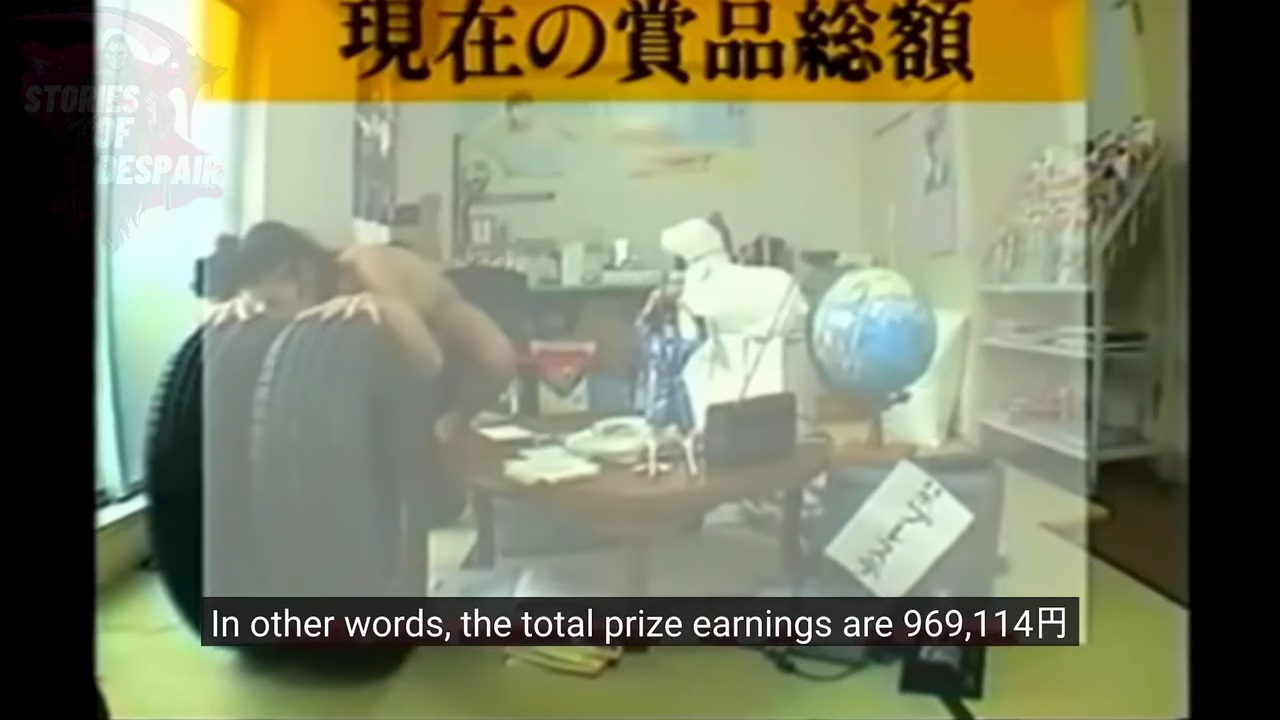 現在の賞品総額
STORIES
OF
DESPAIR
In other words, the total prize earnings are 969,114円